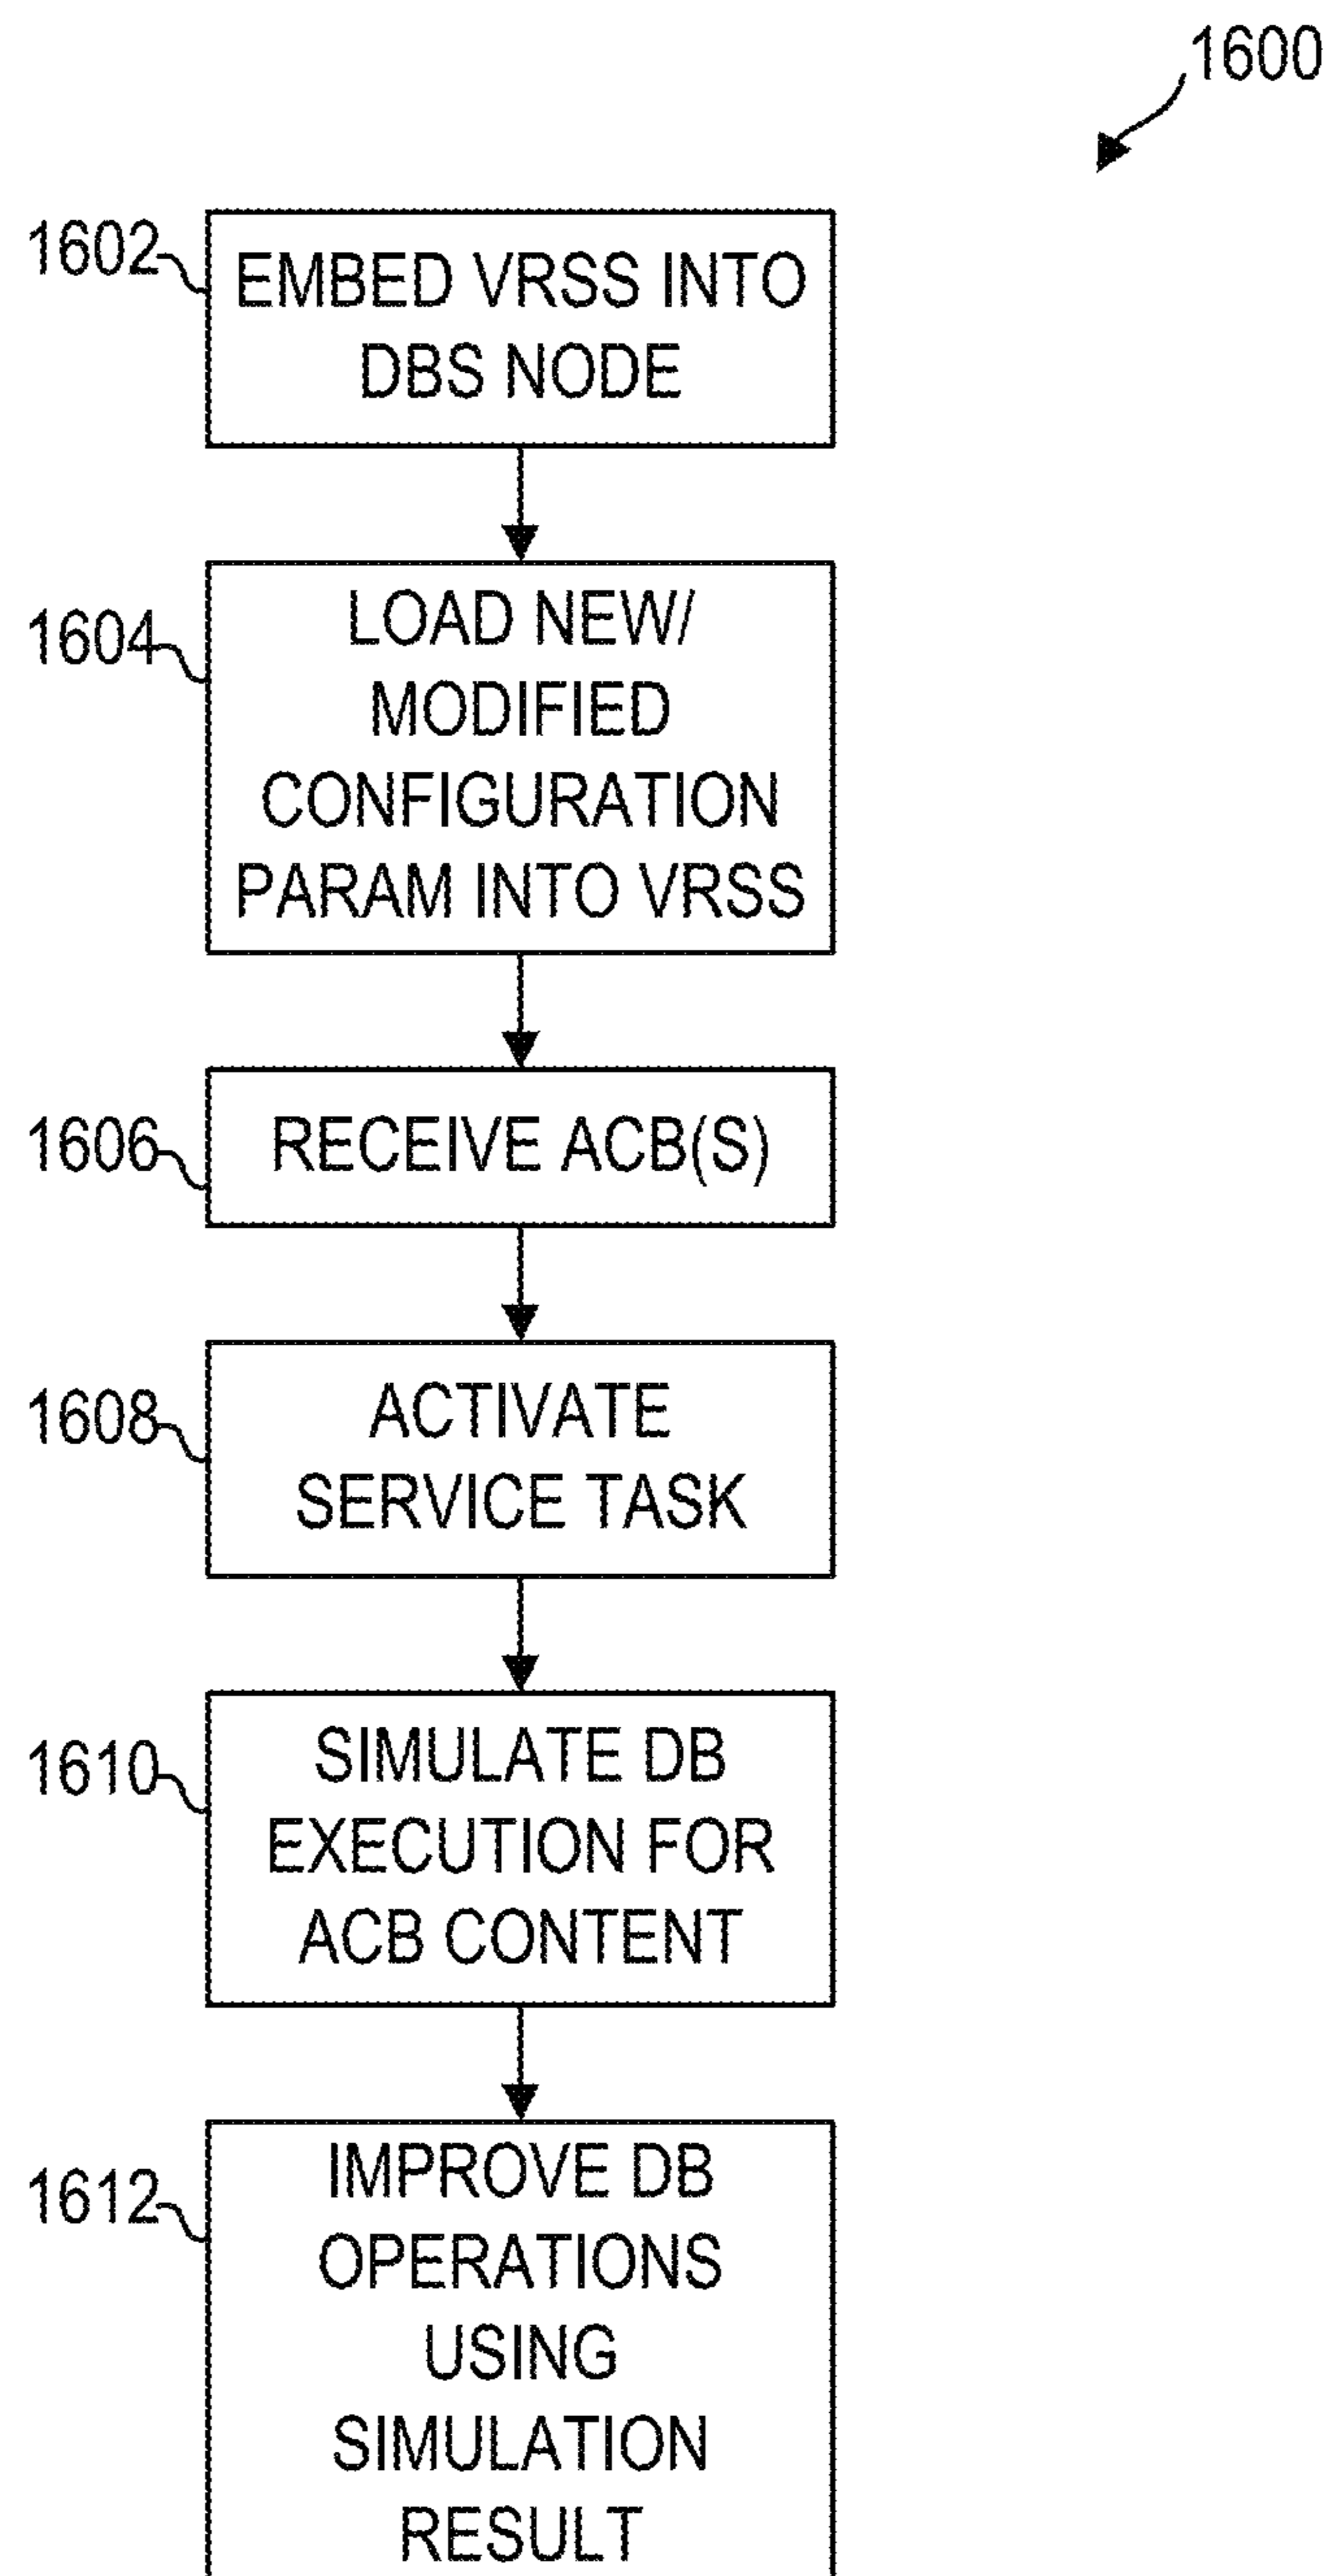 1600
1602
EMBED VRSS INTO
DBS NODE
1604
LOAD NEW/
MODIFIED
CONFIGURATION
PARAM INTO VRSS
1606
RECEIVE ACB(S)
1608
ACTIVATE
SERVICE TASK
1610
SIMULATE DB
EXECUTION FOR
ACB CONTENT
1612
IMPROVE DB
OPERATIONS
USING
SIMULATION
RESULT